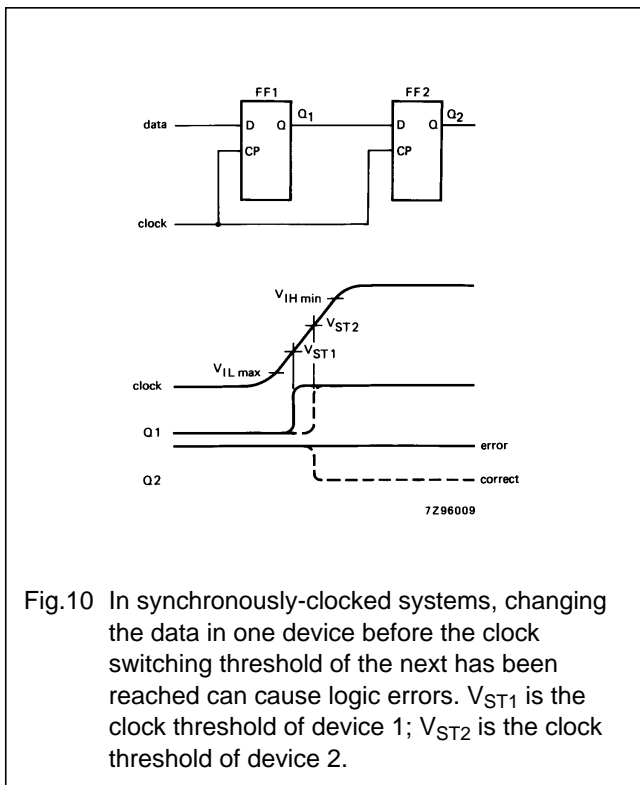 FF1 FF2
data D Q Q1 D Q Q2
CP CP
clock
VIH min
VST2
VST1
VIL max
clock
Q1
error
Q2
correct
7Z96009
Fig.10 In synchronously-clocked systems, changing
the data in one device before the clock
switching threshold of the next has been
reached can cause logic errors. VST1 is the
clock threshold of device 1; VST2 is the clock
threshold of device 2.